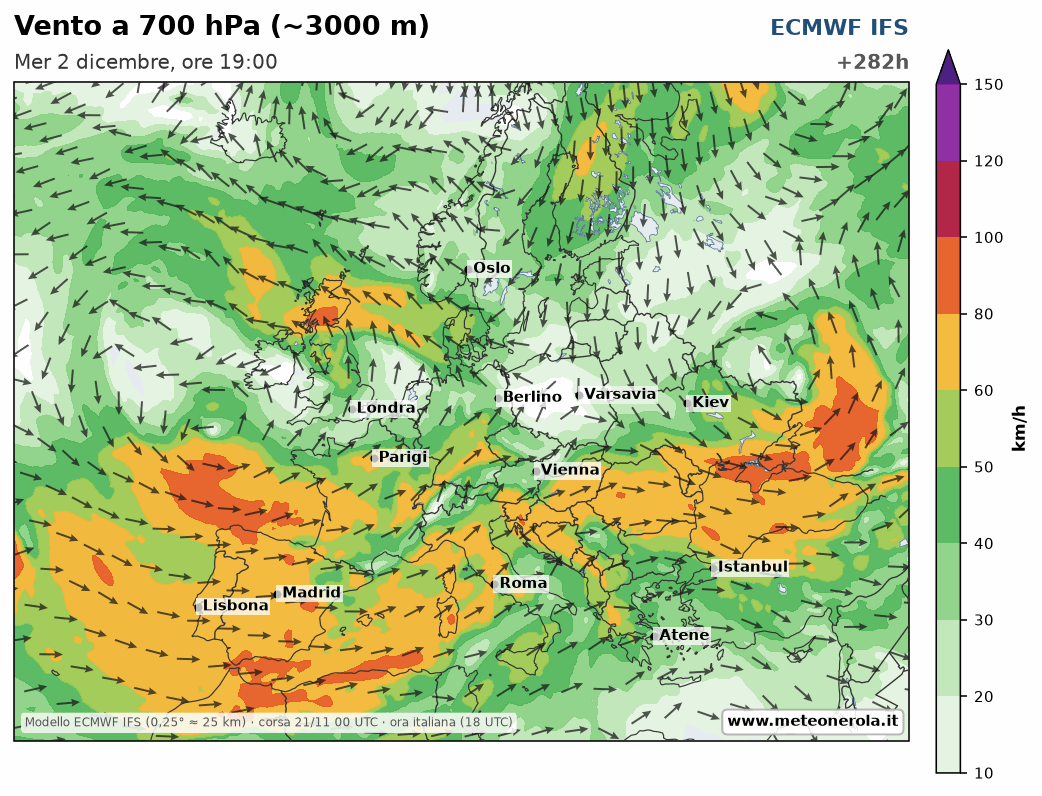 Vento a 700 hPa (~3000 m)
ECMWF IFS
Mer 2 dicembre, ore 19:00
+282h
150
120
100
80
60
50
40
30
20
10
km/h
Oslo
Berlino
Varsavia
Kiev
Londra
Parigi
Vienna
Istanbul
Roma
Madrid
Lisbona
Atene
Modello ECMWF IFS (0,25° ≈ 25 km) · corsa 21/11 00 UTC · ora italiana (18 UTC)
www.meteonerola.it